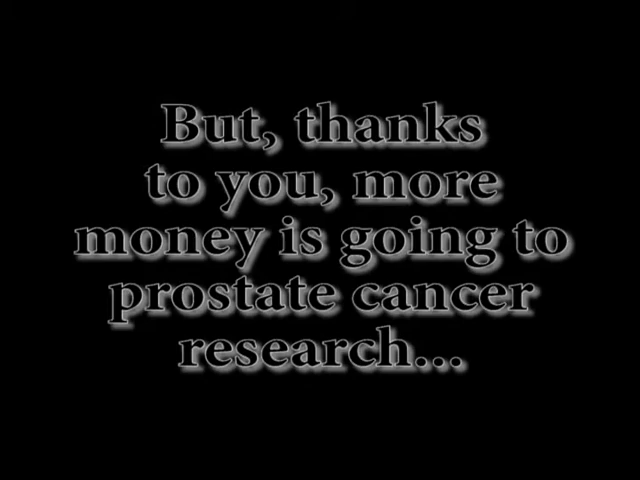 But, thanks
to you, more
money is going to
prostate cancer
research...